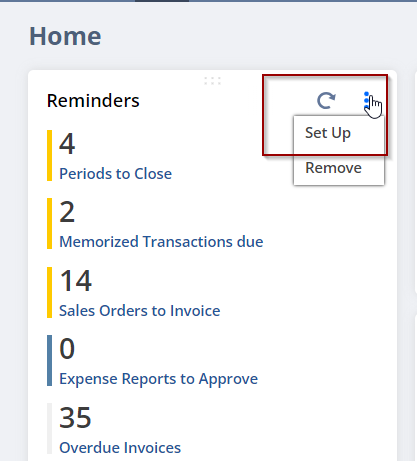 Home
Reminders
Set Up
Remove
4
Periods to Close
2
Memorized Transactions due
14
Sales Orders to Invoice
0
Expense Reports to Approve
35
Overdue Invoices